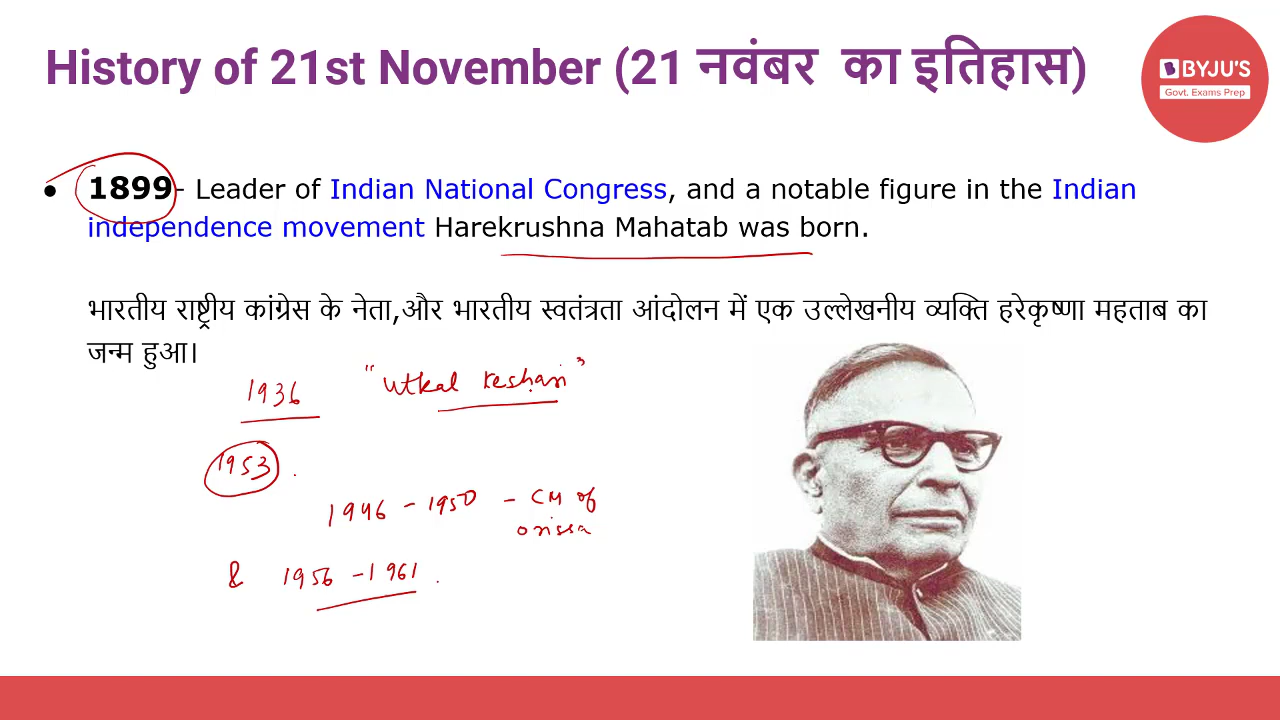 History of 21st November (21 नवंबर का इतिहास)
BYJU'S
Govt. Exams Prep
• 1899- Leader of Indian National Congress, and a notable figure in the Indian
independence movement Harekrushna Mahatab was born.
भारतीय राष्ट्रीय कांग्रेस के नेता,और भारतीय स्वतंत्रता आंदोलन में एक उल्लेखनीय व्यक्ति हरेकृष्णा महताब का
जन्म हुआ।
1936 "Utkal Keshari"
1953.
1946 - 1950 - CM of
orissa
& 1956 - 1961.